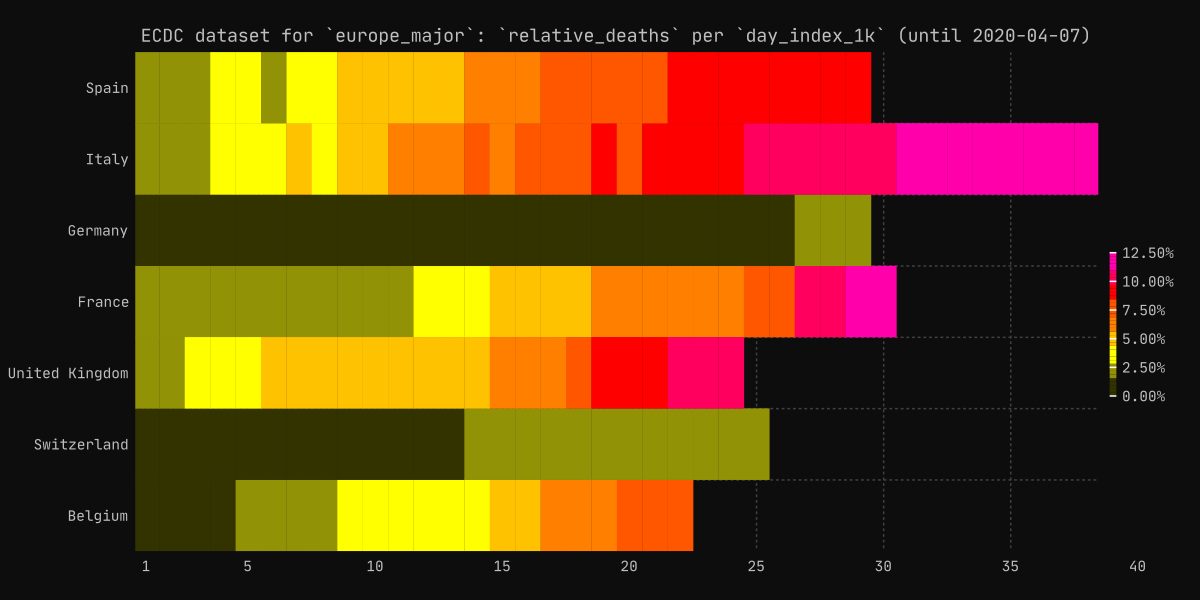 ECDC dataset for `europe_major`: `relative_deaths` per `day_index_1k` (until 2020-04-07)
Spain
Italy
Germany
France
United Kingdom
Switzerland
Belgium
12.50%
10.00%
7.50%
5.00%
2.50%
0.00%
1 5 10 15 20 25 30 35 40